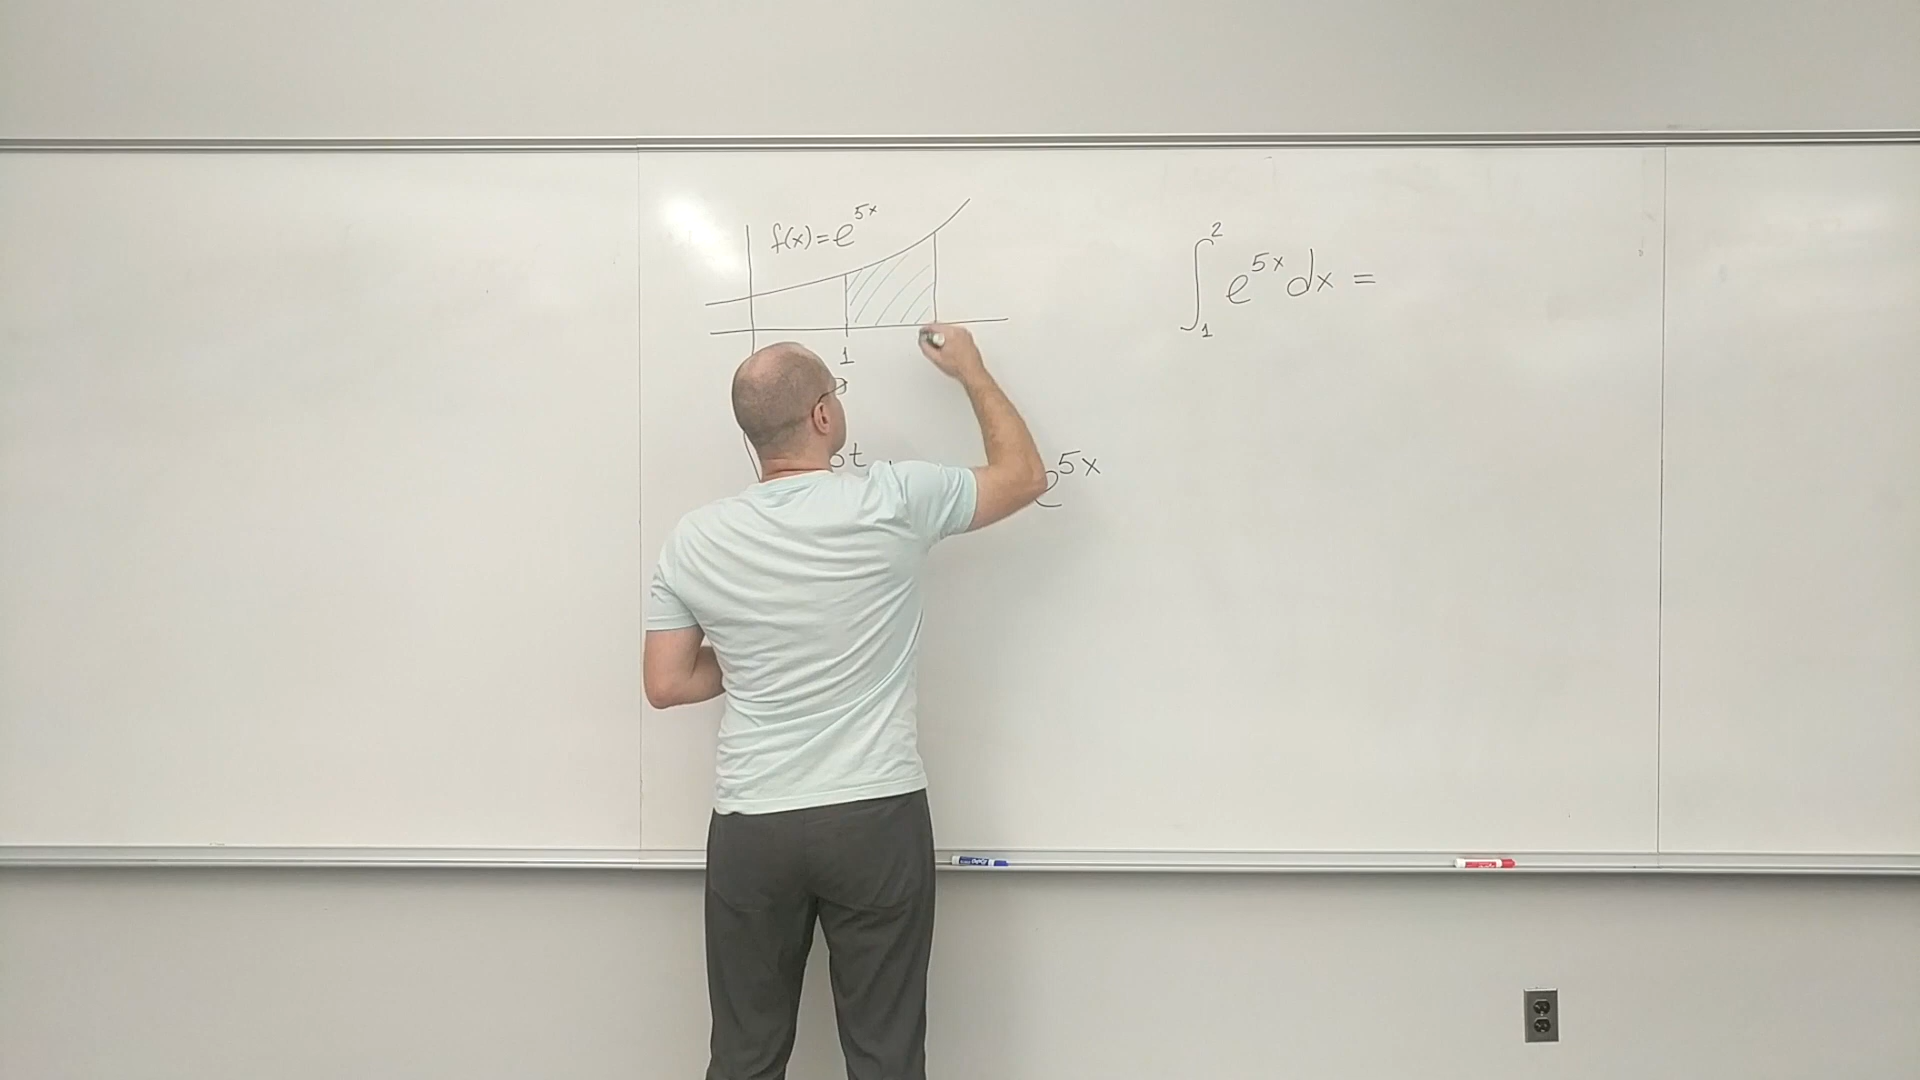 f(x)=e^5x
1
∫_1^2 e^5x dx =
e^5x